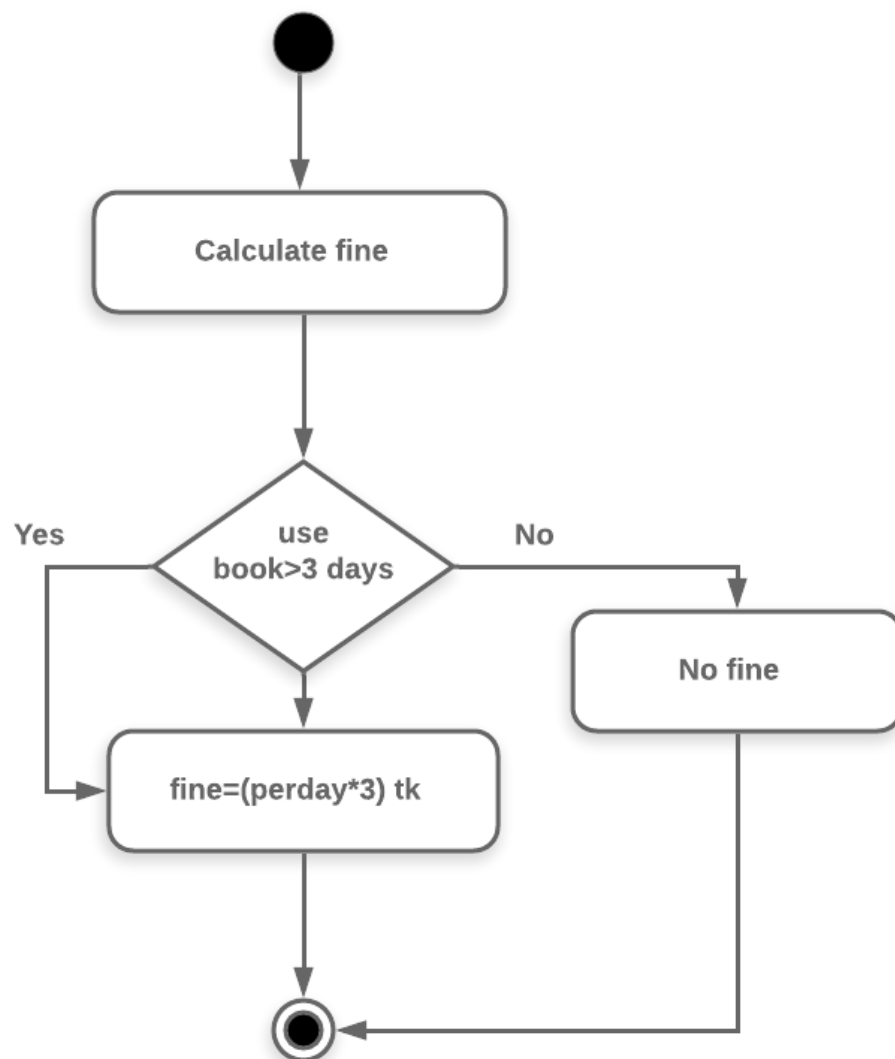 Calculate fine
Yes
use
book>3 days
No
No fine
fine=(perday*3) tk